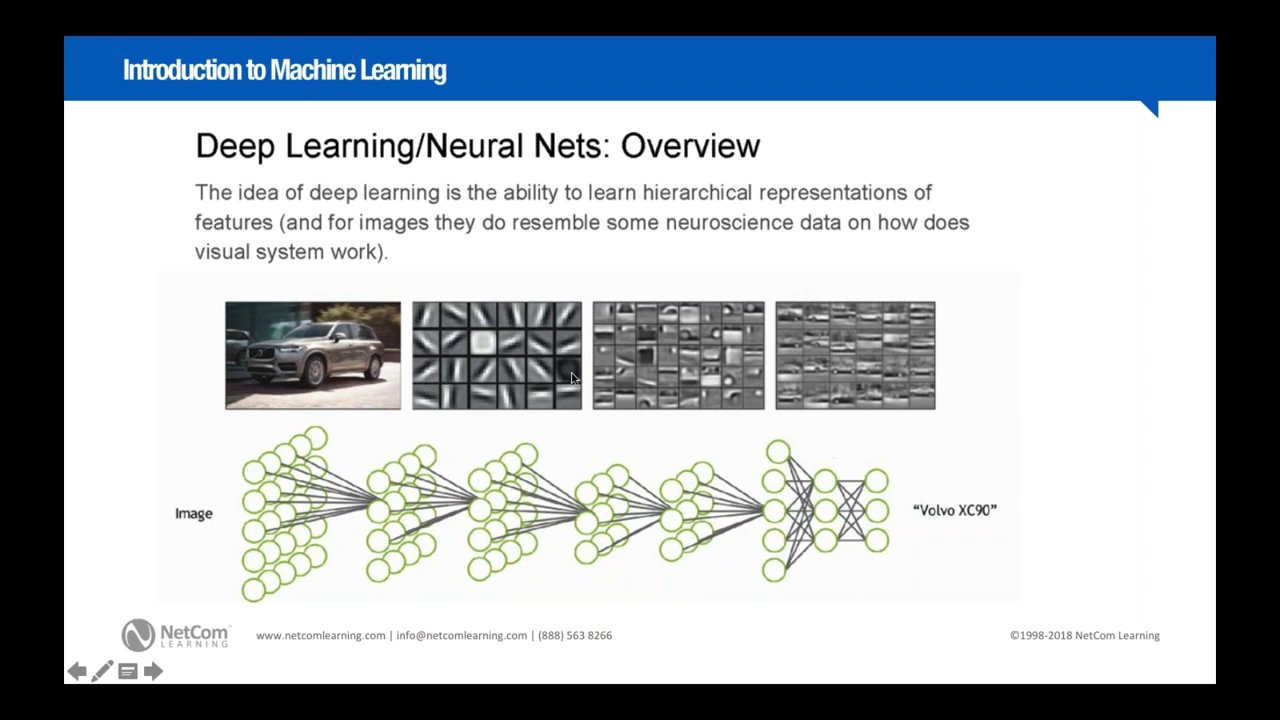 Introduction to Machine Learning
Deep Learning/Neural Nets: Overview
The idea of deep learning is the ability to learn hierarchical representations of
features (and for images they do resemble some neuroscience data on how does
visual system work).
Image
“Volvo XC90”
NetCom
LEARNING
www.netcomlearning.com | info@netcomlearning.com | (888) 563 8266
©1998-2018 NetCom Learning